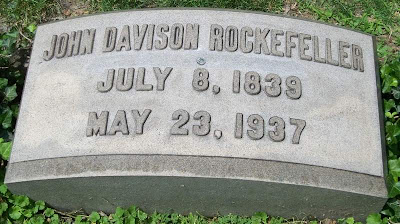 JOHN DAVISON ROCKEFELLER
JULY 8, 1839
MAY 23, 1937